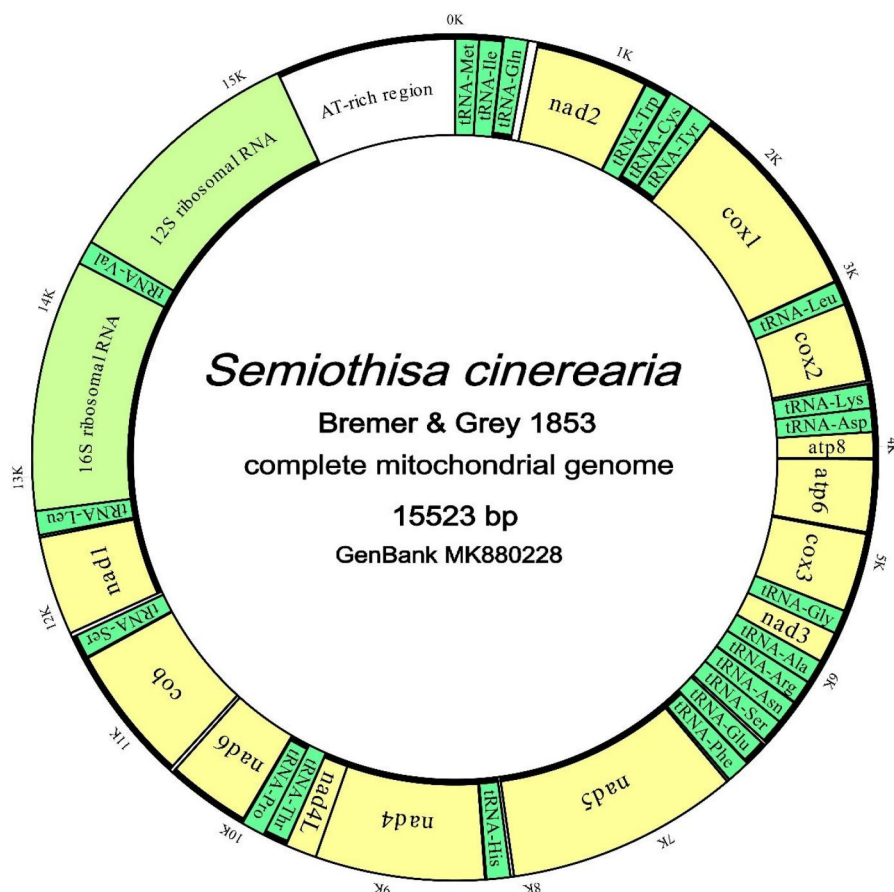 0K
tRNA-Met
tRNA-Ile
tRNA-Gln
1K
nad2
tRNA-Trp
tRNA-Cys
tRNA-Tyr
2K
cox1
3K
tRNA-Leu
cox2
tRNA-Lys
tRNA-Asp
4K
atp8
atp6
5K
cox3
tRNA-Gly
nad3
6K
tRNA-Ala
tRNA-Arg
tRNA-Asn
tRNA-Ser
tRNA-Glu
tRNA-Phe
7K
nad5
8K
tRNA-His
nad4
9K
nad4L
tRNA-Thr
tRNA-Pro
10K
nad6
11K
cob
tRNA-Ser
12K
nad1
tRNA-Leu
13K
16S ribosomal RNA
14K
tRNA-Val
12S ribosomal RNA
15K
AT-rich region
Semiothisa cinerearia
Bremer & Grey 1853
complete mitochondrial genome
15523 bp
GenBank MK880228